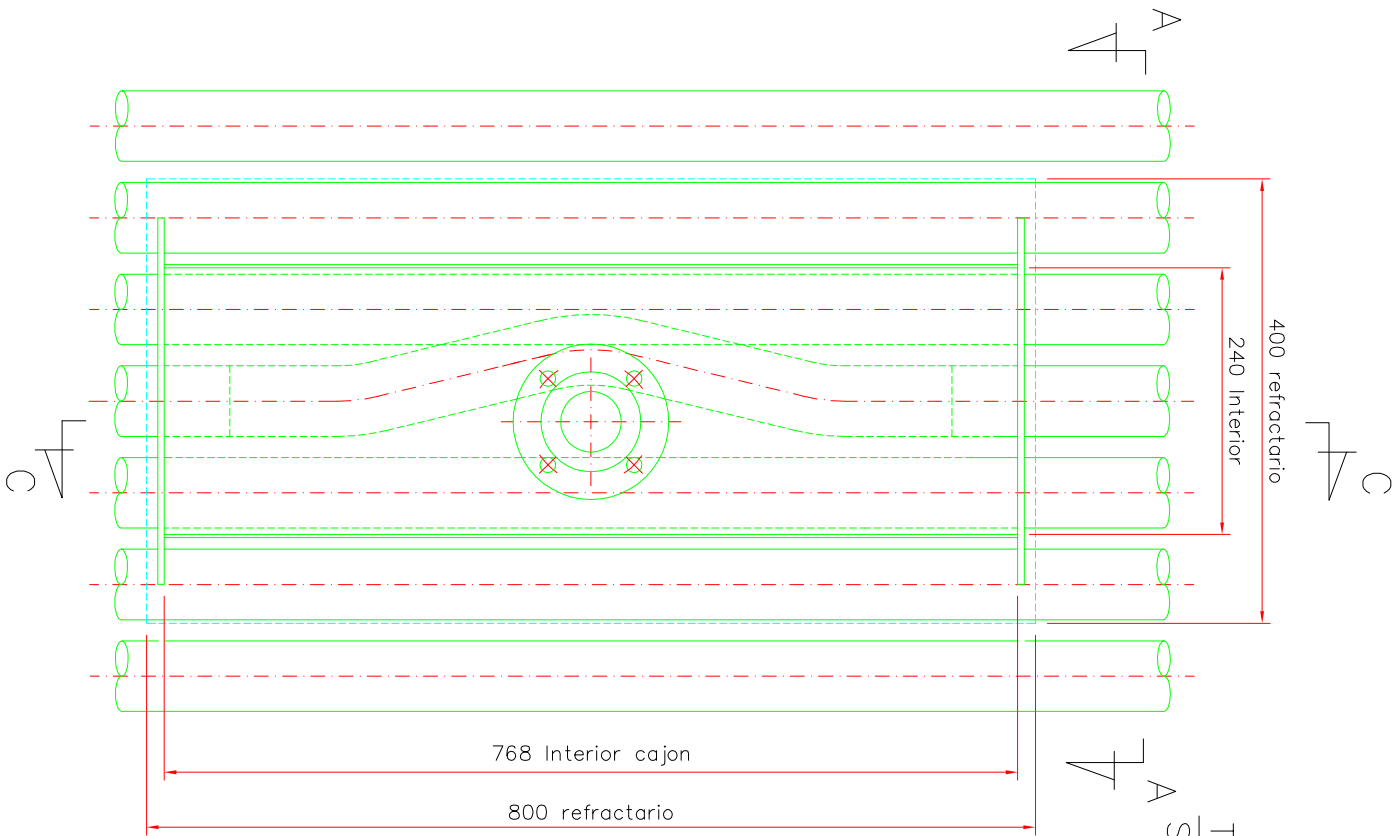 A
400 refractario
240 Interior
C
C
768 Interior cajon
A
800 refractario
T
S